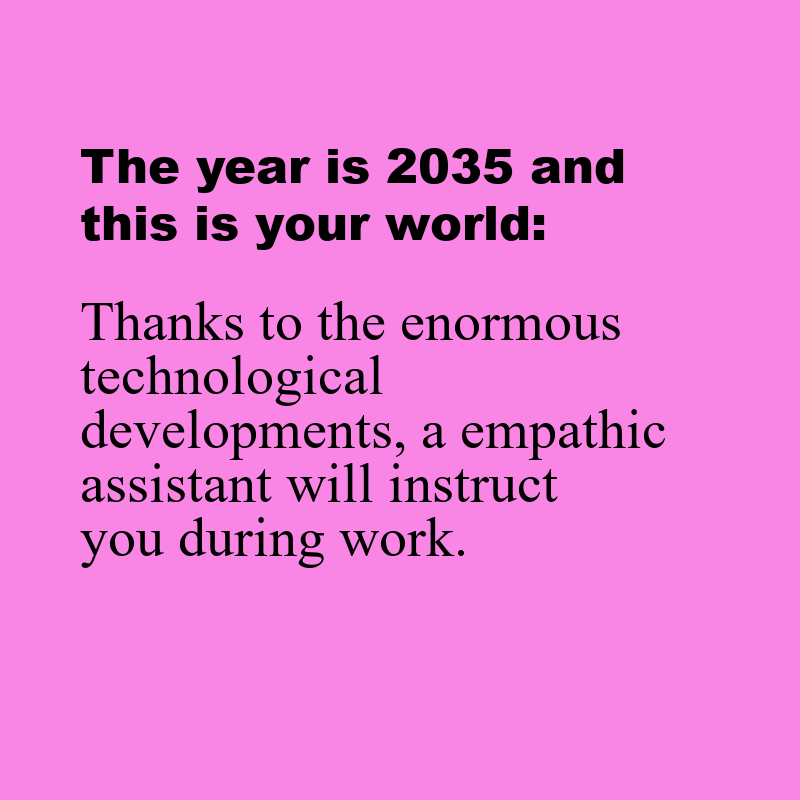 The year is 2035 and
this is your world:
Thanks to the enormous
technological
developments, a empathic
assistant will instruct
you during work.